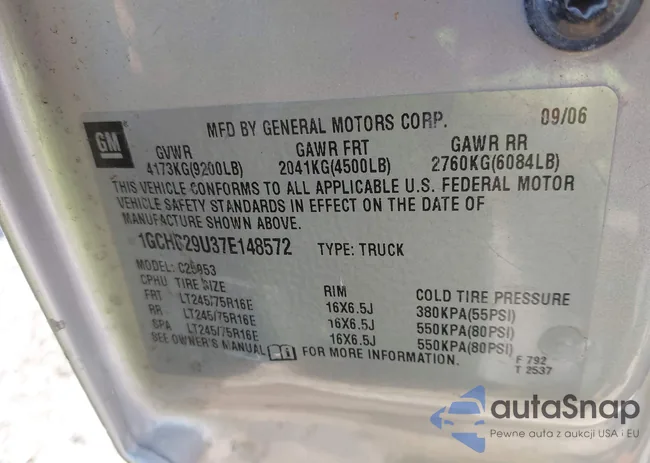 MFD BY GENERAL MOTORS CORP. 09/06
GM
GVWR GAWR FRT GAWR RR
4173KG(9200LB) 2041KG(4500LB) 2760KG(6084LB)
THIS VEHICLE CONFORMS TO ALL APPLICABLE U.S. FEDERAL MOTOR
VEHICLE SAFETY STANDARDS IN EFFECT ON THE DATE OF
MANUFACTURE SHOWN ABOVE.
1GCHG29U37E148572 TYPE: TRUCK
MODEL: C25953
CPHU TIRE SIZE RIM COLD TIRE PRESSURE
FRT LT245/75R16E 16X6.5J 380KPA(55PSI)
RR LT245/75R16E 16X6.5J 550KPA(80PSI)
SPA LT245/75R16E 16X6.5J 550KPA(80PSI)
SEE OWNER'S MANUAL FOR MORE INFORMATION.
F 792
T 2537
autaSnap
Pewne auta z aukcji USA i EU